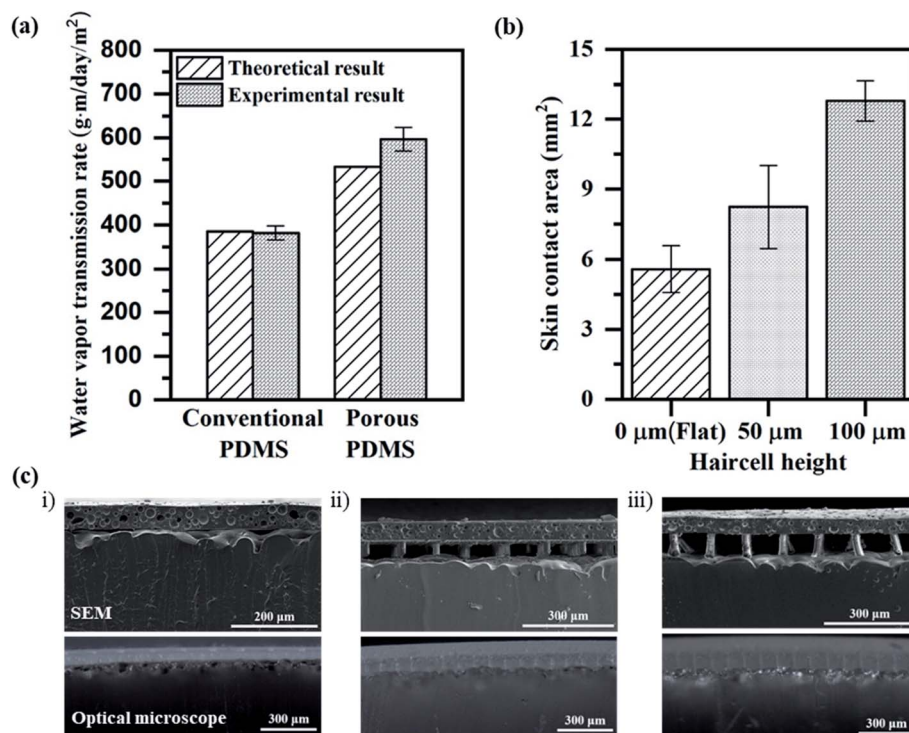 (a)
Water vapor transmission rate (g·m/day/m²)
800
700
600
500
400
300
200
100
0
Theoretical result
Experimental result
Conventional
PDMS
Porous
PDMS
(b)
Skin contact area (mm²)
15
12
9
6
3
0
0 μm(Flat) 50 μm 100 μm
Haircell height
(c)
i)
SEM
200 μm
Optical microscope
300 μm
ii)
300 μm
300 μm
iii)
300 μm
300 μm